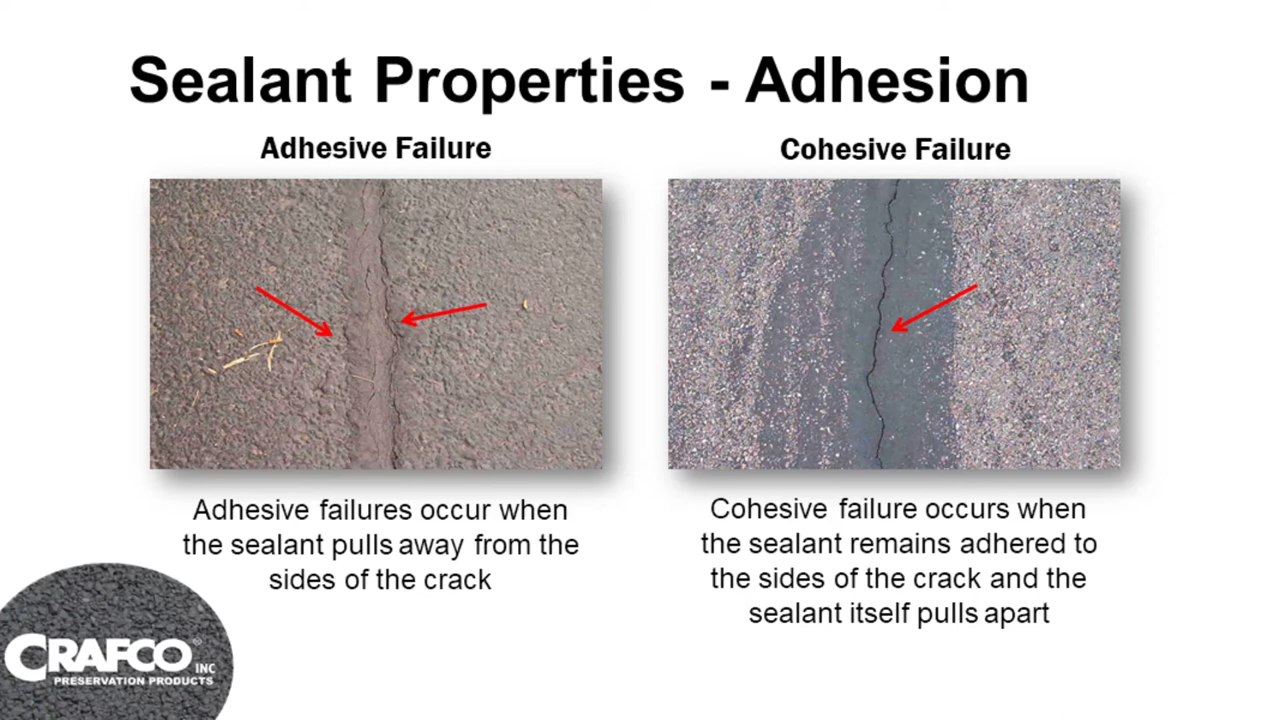 Sealant Properties - Adhesion
Adhesive Failure
Adhesive failures occur when
the sealant pulls away from the
sides of the crack
Cohesive Failure
Cohesive failure occurs when
the sealant remains adhered to
the sides of the crack and the
sealant itself pulls apart
CRAFCO® INC
PRESERVATION PRODUCTS